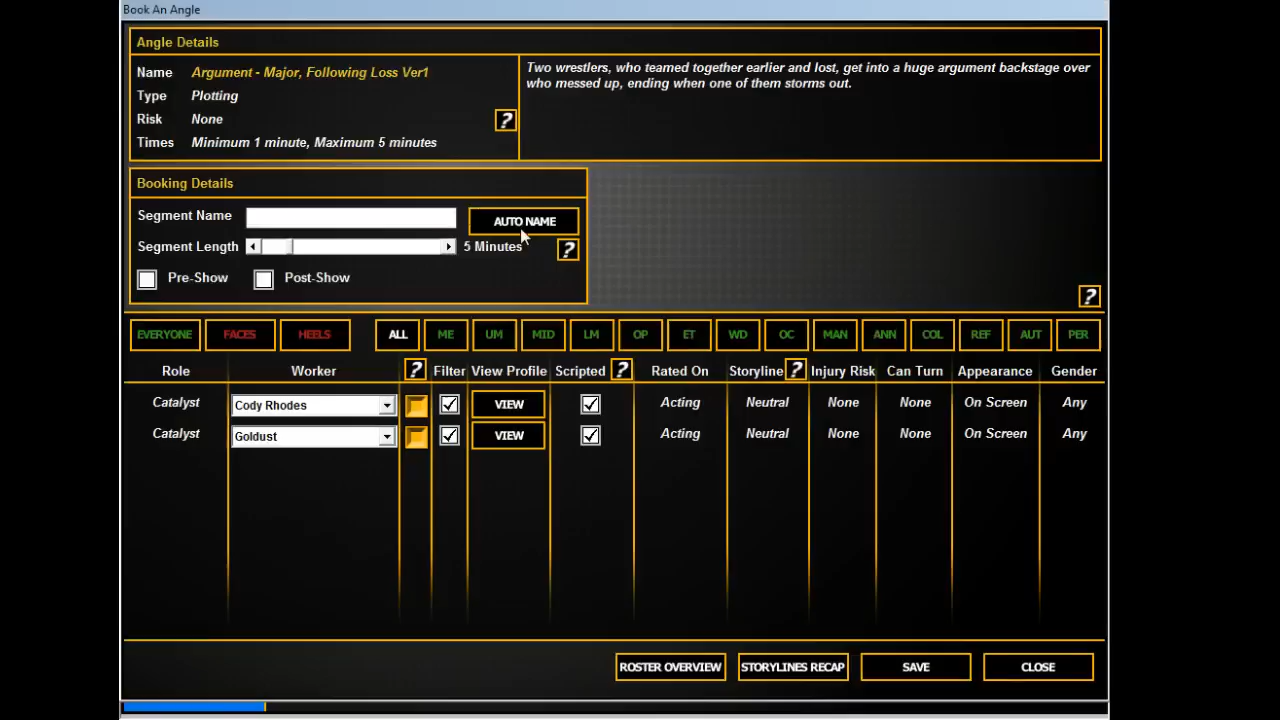 Book An Angle
Angle Details
Name Argument - Major, Following Loss Ver1
Type Plotting
Risk None
?
Times Minimum 1 minute, Maximum 5 minutes
Two wrestlers, who teamed together earlier and lost, get into a huge argument backstage over
who messed up, ending when one of them storms out.
Booking Details
Segment Name AUTO NAME
Segment Length 5 Minutes ?
Pre-Show Post-Show
?
EVERYONE FACES HEELS ALL ME UM MID LM OP ET WD OC MAN ANN COL REF AUT PER
Role Worker ? Filter View Profile Scripted ? Rated On Storyline ? Injury Risk Can Turn Appearance Gender
Catalyst Cody Rhodes VIEW Acting Neutral None None On Screen Any
Catalyst Goldust VIEW Acting Neutral None None On Screen Any
ROSTER OVERVIEW STORYLINES RECAP SAVE CLOSE